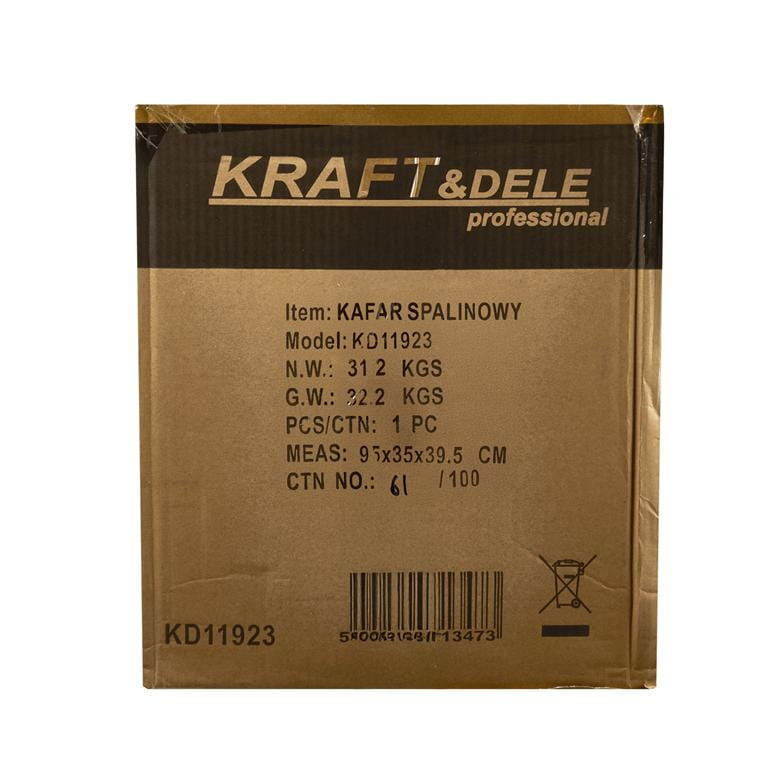 KRAFT & DELE
professional
Item: KAFAR SPALINOWY
Model: KD11923
N.W.: 31 2 KGS
G.W.: 32.2 KGS
PCS/CTN: 1 PC
MEAS: 95x35x39.5 CM
CTN NO.: 61 /100
KD11923